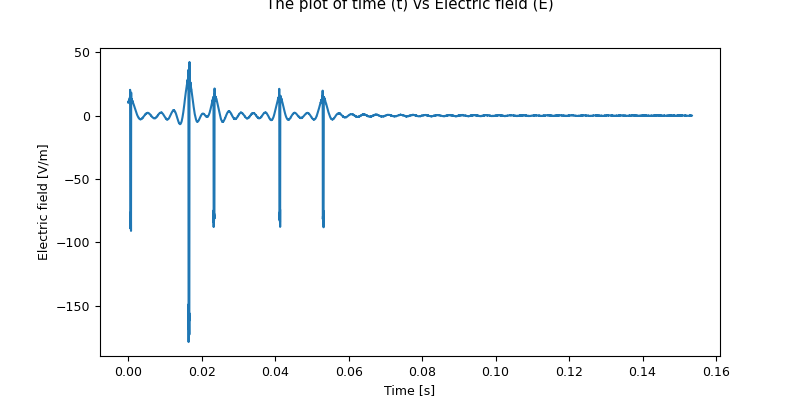 The plot of time (t) vs Electric field (E)
50
0
−50
−100
−150
Electric field [V/m]
0.00 0.02 0.04 0.06 0.08 0.10 0.12 0.14 0.16
Time [s]